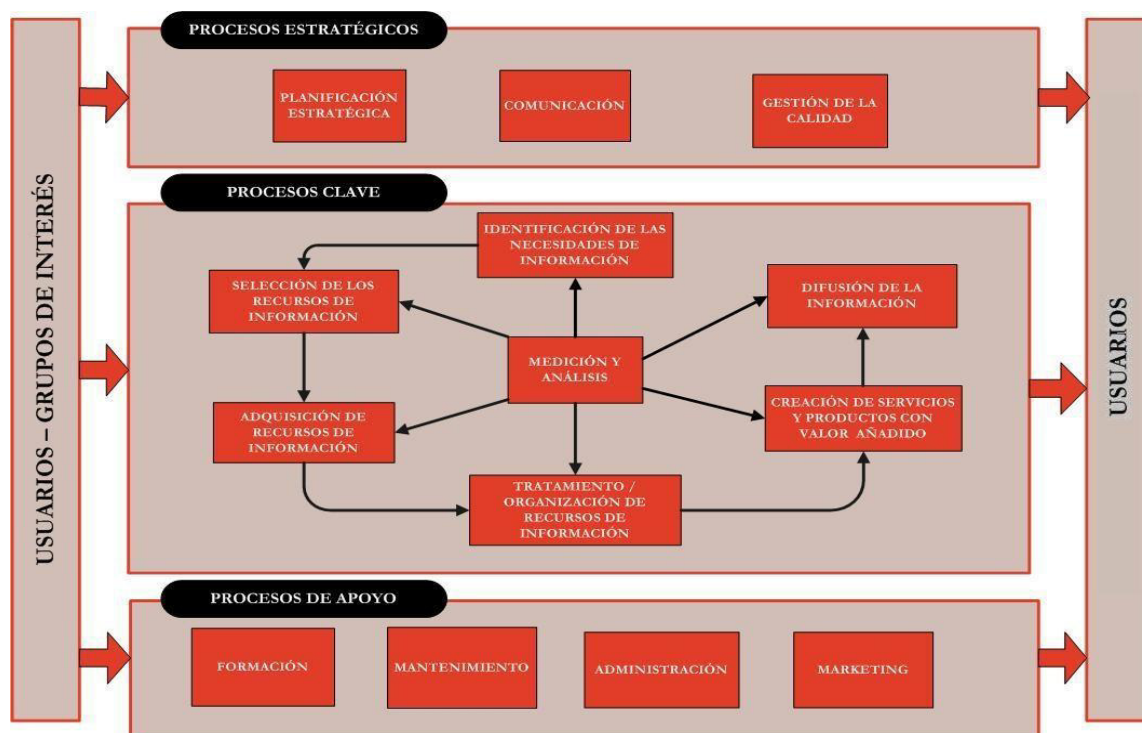 USUARIOS – GRUPOS DE INTERÉS
PROCESOS ESTRATÉGICOS
PLANIFICACIÓN
ESTRATÉGICA
COMUNICACIÓN
GESTIÓN DE LA
CALIDAD
PROCESOS CLAVE
IDENTIFICACIÓN DE LAS
NECESIDADES DE
INFORMACIÓN
SELECCIÓN DE LOS
RECURSOS DE
INFORMACIÓN
DIFUSIÓN DE LA
INFORMACIÓN
MEDICIÓN Y
ANÁLISIS
ADQUISICIÓN DE
RECURSOS DE
INFORMACIÓN
CREACIÓN DE SERVICIOS
Y PRODUCTOS CON
VALOR AÑADIDO
TRATAMIENTO /
ORGANIZACIÓN DE
RECURSOS DE
INFORMACIÓN
PROCESOS DE APOYO
FORMACIÓN
MANTENIMIENTO
ADMINISTRACIÓN
MARKETING
USUARIOS